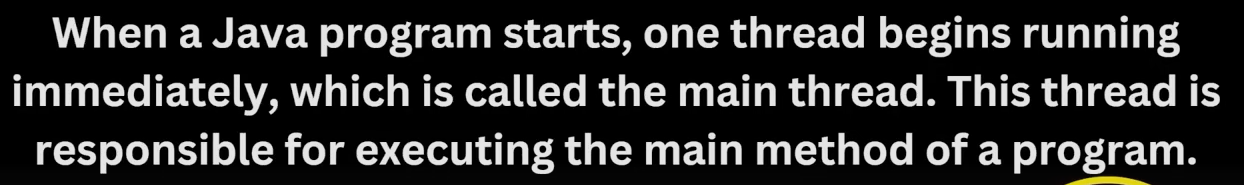 When a Java program starts, one thread begins running
immediately, which is called the main thread. This thread is
responsible for executing the main method of a program.